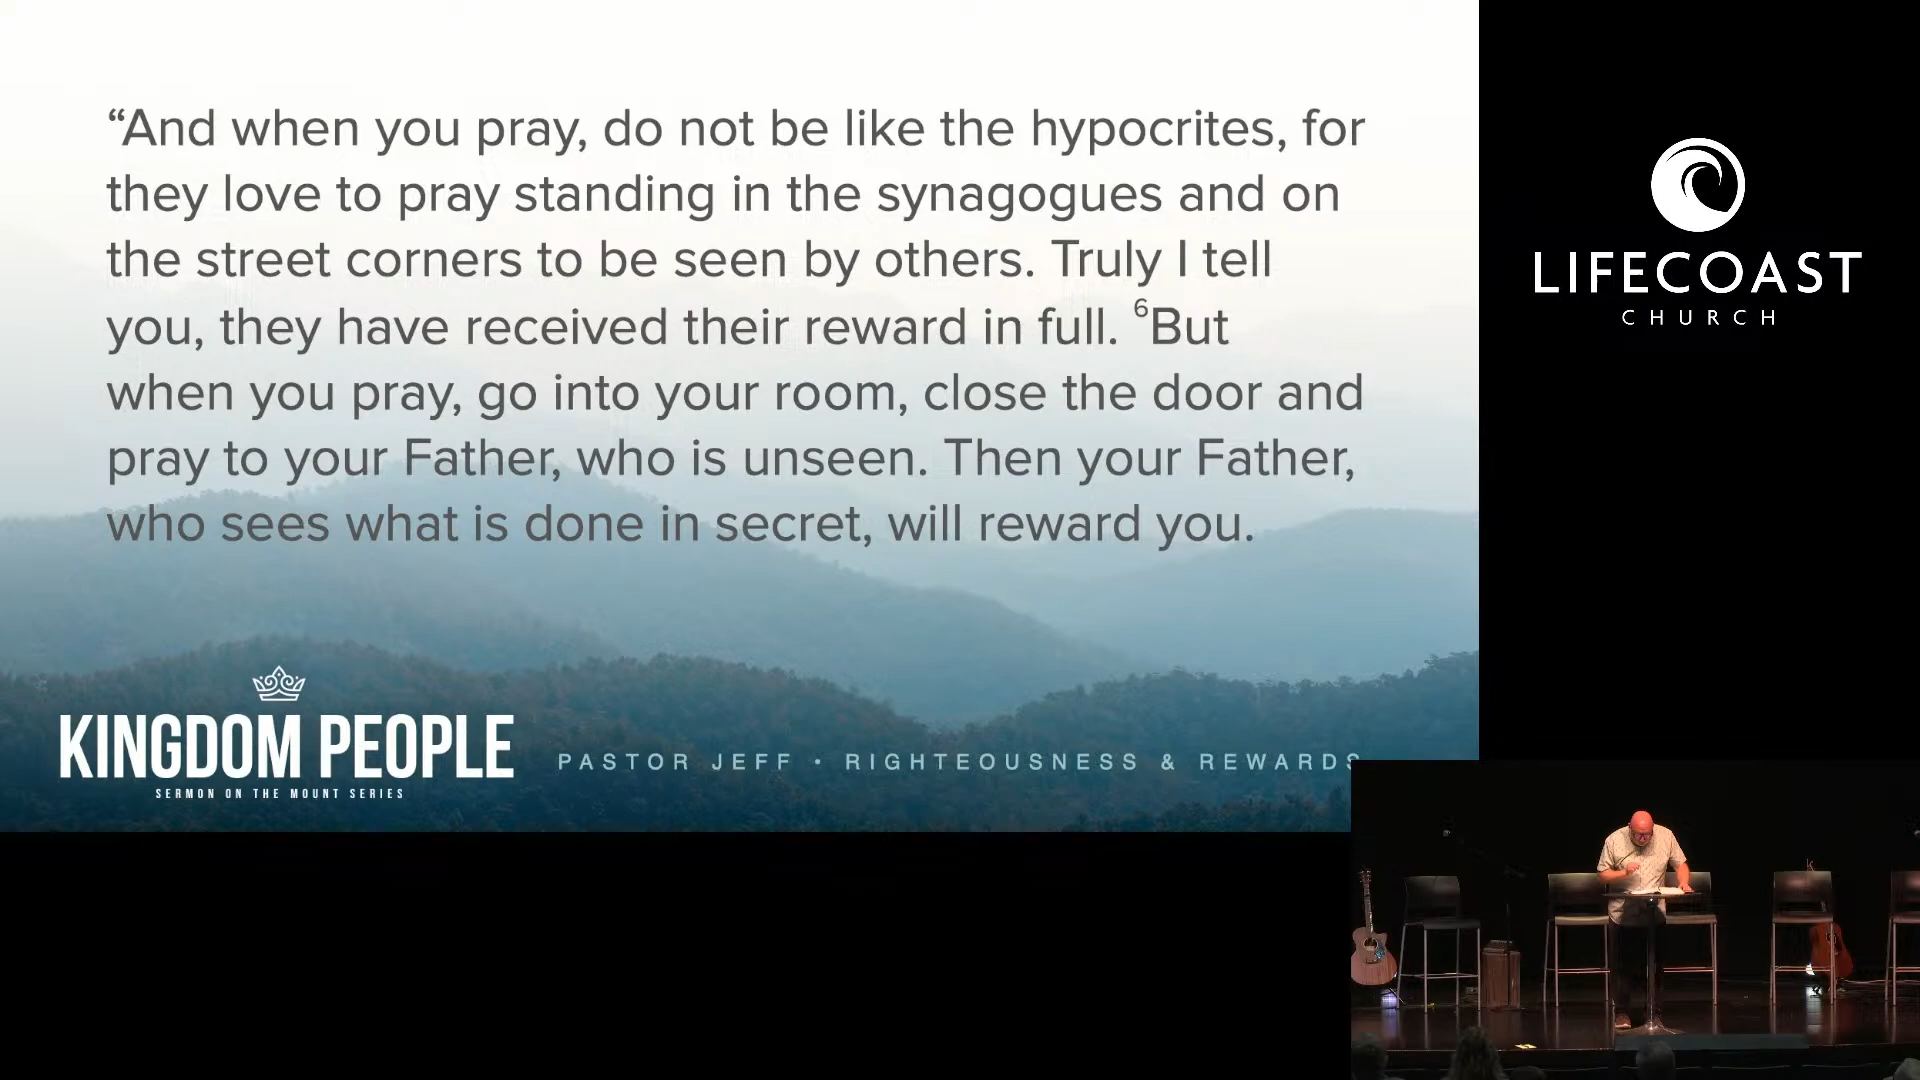 “And when you pray, do not be like the hypocrites, for
they love to pray standing in the synagogues and on
the street corners to be seen by others. Truly I tell
you, they have received their reward in full. ⁶But
when you pray, go into your room, close the door and
pray to your Father, who is unseen. Then your Father,
who sees what is done in secret, will reward you.
KINGDOM PEOPLE
SERMON ON THE MOUNT SERIES
PASTOR JEFF • RIGHTEOUSNESS & REWARDS
LIFECOAST
CHURCH